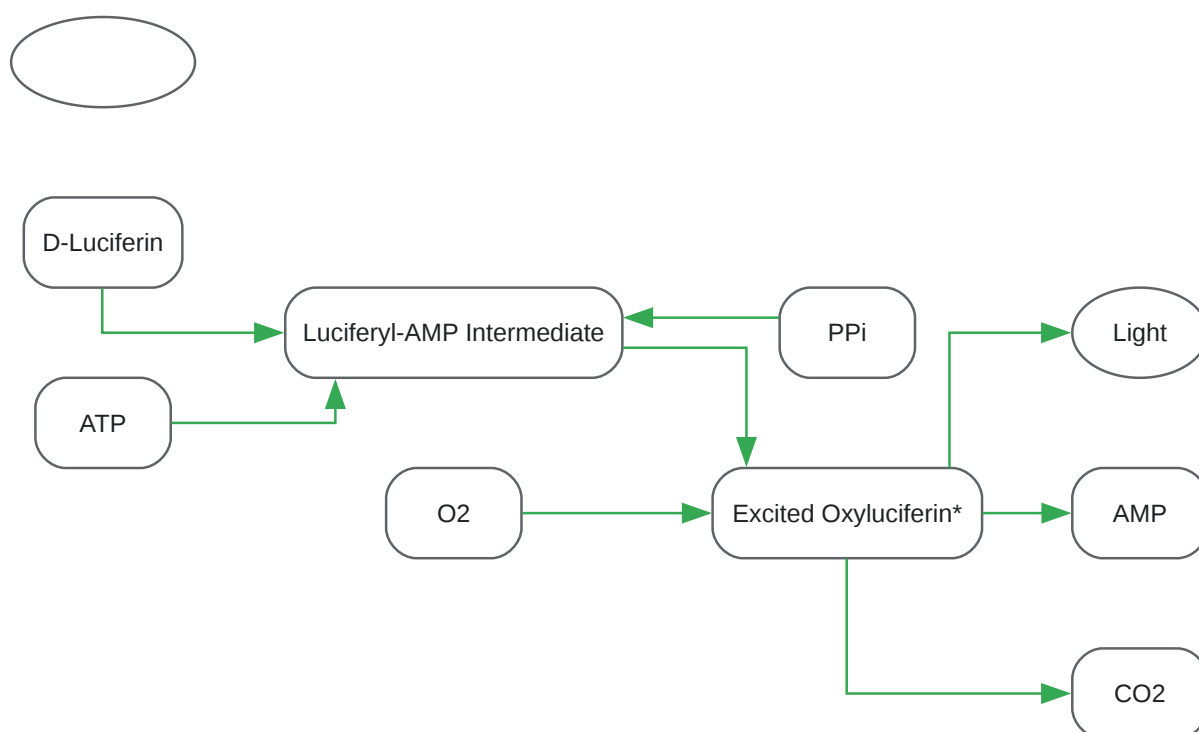 D-Luciferin
Luciferyl-AMP Intermediate
PPi
Light
ATP
O2
Excited Oxyluciferin*
AMP
CO2